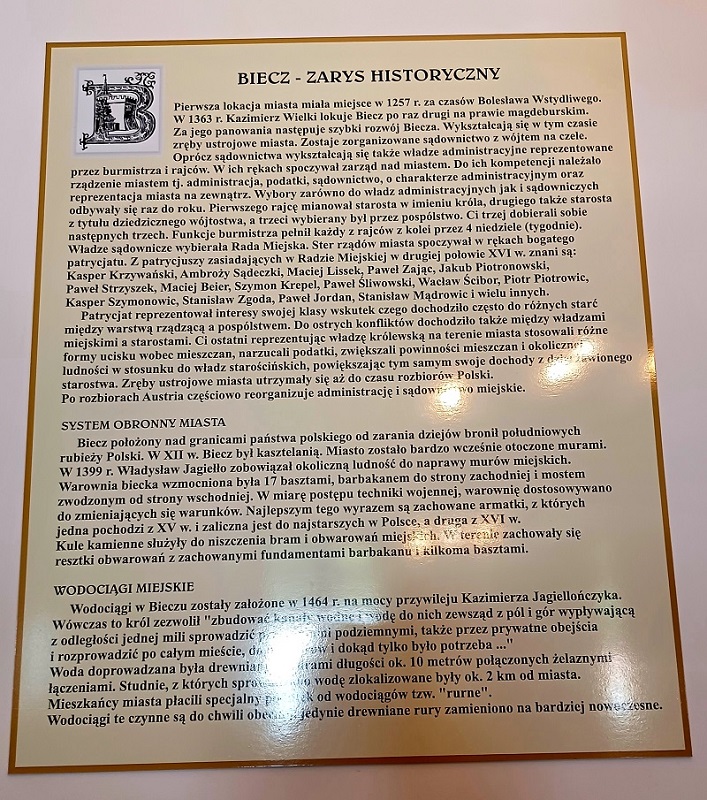 BIECZ - ZARYS HISTORYCZNY
B
Pierwsza lokacja miasta miała miejsce w 1257 r. za czasów Bolesława Wstydliwego.
W 1363 r. Kazimierz Wielki lokuje Biecz po raz drugi na prawie magdeburskim.
Za jego panowania następuje szybki rozwój Biecza. Wykształcają się w tym czasie
zręby ustrojowe miasta. Zostaje zorganizowane sądownictwo z wójtem na czele.
Oprócz sądownictwa wykształcają się także władze administracyjne reprezentowane
przez burmistrza i rajców. W ich rękach spoczywał zarząd nad miastem. Do ich kompetencji należało
rządzenie miastem tj. administracja, podatki, sądownictwo, o charakterze administracyjnym oraz
reprezentacja miasta na zewnątrz. Wybory zarówno do władz administracyjnych jak i sądowniczych
odbywały się raz do roku. Pierwszego rajcę mianował starosta w imieniu króla, drugiego także starosta
z tytułu dziedzicznego wójtostwa, a trzeci wybierany był przez pospólstwo. Ci trzej dobierali sobie
następnych trzech. Funkcje burmistrza pełnił każdy z rajców z kolei przez 4 niedziele (tygodnie).
Władze sądownicze wybierała Rada Miejska. Ster rządów miasta spoczywał w rękach bogatego
patrycjatu. Z patrycjuszy zasiadających w Radzie Miejskiej w drugiej połowie XVI w. znani są:
Kasper Krzywański, Ambroży Sądeczki, Maciej Lissek, Paweł Zając, Jakub Piotronowski,
Paweł Strzyszek, Maciej Beier, Szymon Krepel, Paweł Śliwowski, Wacław Ścibor, Piotr Piotrowic,
Kasper Szymonowic, Stanisław Zgoda, Paweł Jordan, Stanisław Mądrowic i wielu innych.
Patrycjat reprezentował interesy swojej klasy wskutek czego dochodziło często do różnych starć
między warstwą rządzącą a pospólstwem. Do ostrych konfliktów dochodziło także między władzami
miejskimi a starostami. Ci ostatni reprezentując władzę królewską na terenie miasta stosowali różne
formy ucisku wobec mieszczan, narzucali podatki, zwiększali powinności mieszczan i okolicznej
ludności w stosunku do władz starościńskich, powiększając tym samym swoje dochody z
starostwa. Zręby ustrojowe miasta utrzymały się aż do czasu rozbiorów Polski.
Po rozbiorach Austria częściowo reorganizuje administrację i sądownictwo miejskie.
SYSTEM OBRONNY MIASTA
Biecz położony nad granicami państwa polskiego od zarania dziejów bronił południowych
rubieży Polski. W XII w. Biecz był kasztelanią. Miasto zostało bardzo wcześnie otoczone murami.
W 1399 r. Władysław Jagiełło zobowiązał okoliczną ludność do naprawy murów miejskich.
Warownia biecka wzmocniona była 17 basztami, barbakanem do strony zachodniej i mostem
zwodzonym od strony wschodniej. W miarę postępu techniki wojennej, warownię dostosowywano
do zmieniających się warunków. Najlepszym tego wyrazem są zachowane armatki, z których
jedna pochodzi z XV w. i zaliczna jest do najstarszych w Polsce, a druga z XVI w.
Kule kamienne służyły do niszczenia bram i obwarowań miejskich. W terenie zachowały się
resztki obwarowań z zachowanymi fundamentami barbakanu i kilkoma basztami.
WODOCIĄGI MIEJSKIE
Wodociągi w Bieczu zostały założone w 1464 r. na mocy przywileju Kazimierza Jagiellończyka.
Wówczas to król zezwolił "zbudować kanały wodne i wodę do nich zewsząd z pól i gór wypływającą
z odległości jednej mili sprowadzić podziemnymi, także przez prywatne obejścia
i rozprowadzić po całym mieście, i dokąd tylko było potrzeba ..."
Woda doprowadzana była drewnianymi rurami długości ok. 10 metrów połączonych żelaznymi
łączeniami. Studnie, z których wodę zlokalizowane były ok. 2 km od miasta.
Mieszkańcy miasta płacili specjalny podatek od wodociągów tzw. "rurne".
Wodociągi te czynne są do chwili obecnej, jedynie drewniane rury zamieniono na bardziej nowoczesne.